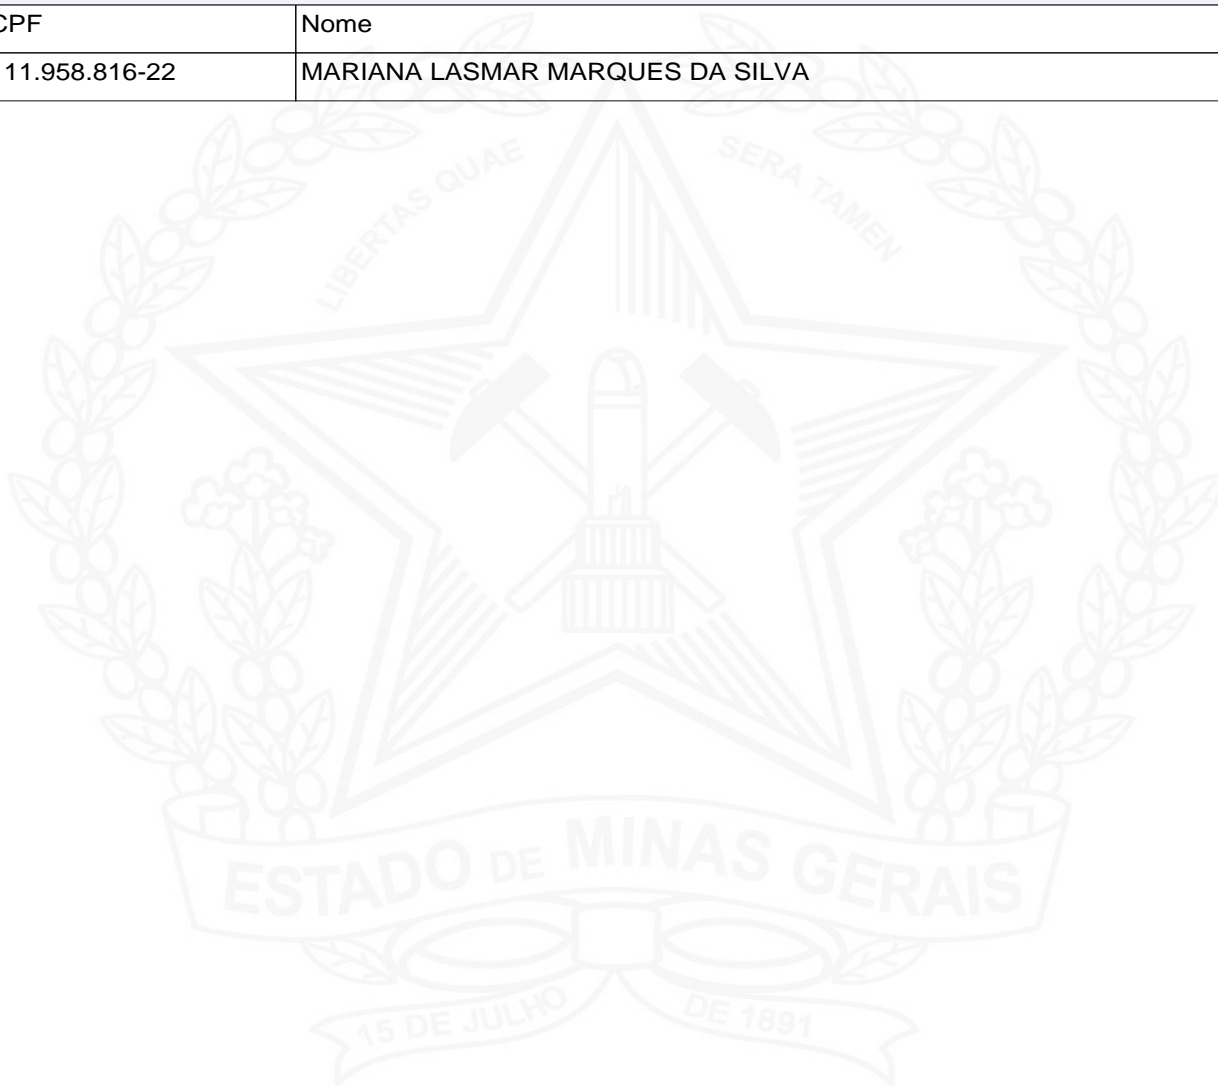 CPF Nome
11.958.816-22 MARIANA LASMAR MARQUES DA SILVA
LIBERTAS QUAE SERA TAMEN
ESTADO DE MINAS GERAIS
15 DE JULHO DE 1891